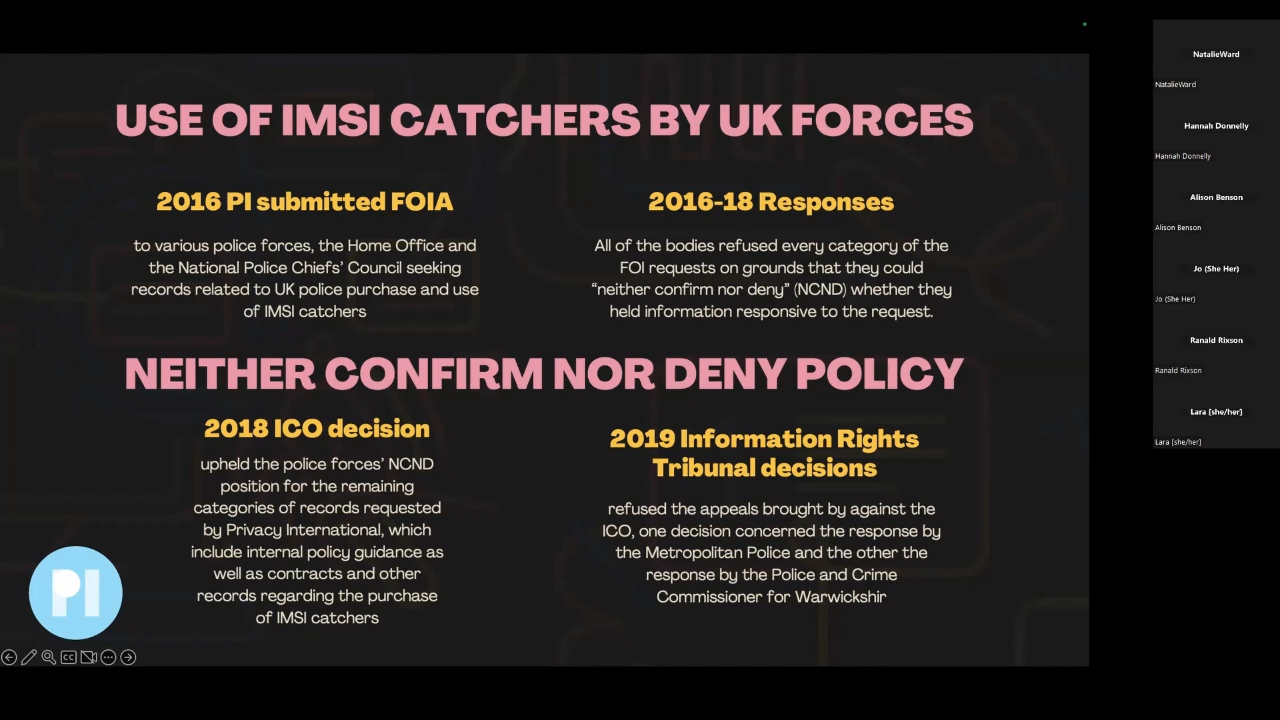 USE OF IMSI CATCHERS BY UK FORCES
2016 PI submitted FOIA
to various police forces, the Home Office and
the National Police Chiefs’ Council seeking
records related to UK police purchase and use
of IMSI catchers
2016-18 Responses
All of the bodies refused every category of the
FOI requests on grounds that they could
“neither confirm nor deny” (NCND) whether they
held information responsive to the request.
NEITHER CONFIRM NOR DENY POLICY
2018 ICO decision
upheld the police forces’ NCND
position for the remaining
categories of records requested
by Privacy International, which
include internal policy guidance as
well as contracts and other
records regarding the purchase
of IMSI catchers
2019 Information Rights
Tribunal decisions
refused the appeals brought by against the
ICO, one decision concerned the response by
the Metropolitan Police and the other the
response by the Police and Crime
Commissioner for Warwickshir
PI
CC
NatalieWard
NatalieWard
Hannah Donnelly
Hannah Donnelly
Alison Benson
Alison Benson
Jo (She Her)
Jo (She Her)
Ranald Rixson
Ranald Rixson
Lara [she/her]
Lara [she/her]